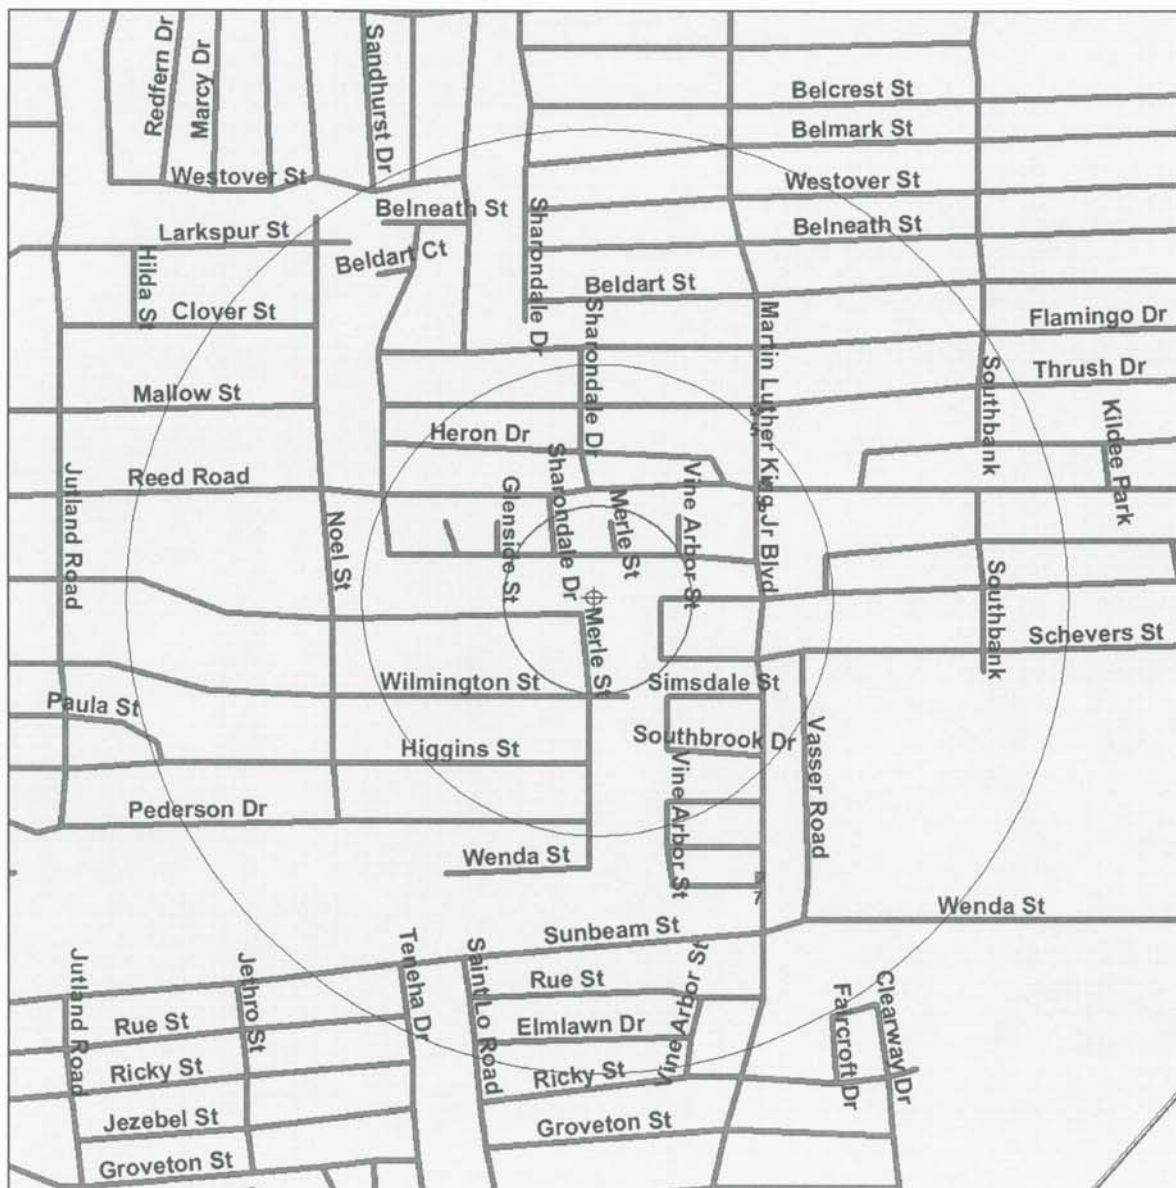 Redfern Dr
Marcy Dr
Sandhurst Dr
Belcrest St
Belmark St
Westover St
Westover St
Belneath St
Sharondale Dr
Belneath St
Larkspur St
Hilda St
Beldart Ct
Beldart St
Clover St
Sharondale Dr
Martin Luther King Jr Blvd
Flamingo Dr
Mallow St
Southbank
Thrush Dr
Kildee Park
Heron Dr
Jutland Road
Reed Road
Sharondale Dr
Glenside St
Merle St
Vine Arbor St
Noel St
Southbank
Merle St
Schevers St
Wilmington St
Simsdale St
Paula St
Higgins St
Southbrook Dr
Vine Arbor St
Vasser Road
Pederson Dr
Wenda St
7
Wenda St
Sunbeam St
Jutland Road
Jethro St
Teneha Dr
Saint Lo Road
Rue St
Vine Arbor St
Faircroft Dr
Clearway Dr
Rue St
Elmlawn Dr
Ricky St
Ricky St
Jezebel St
Groveton St
Groveton St